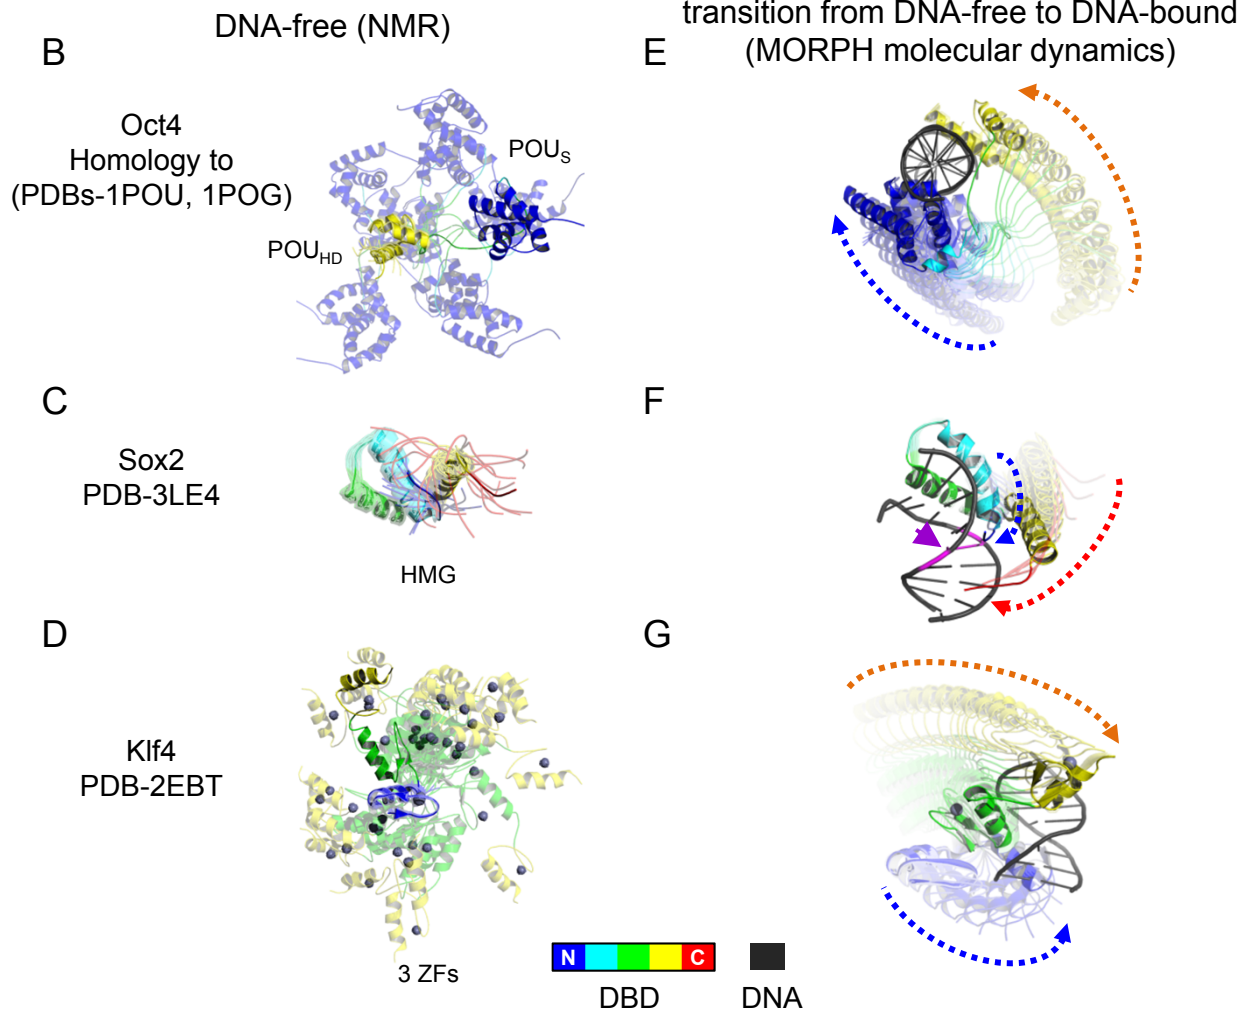 DNA-free (NMR)
transition from DNA-free to DNA-bound
(MORPH molecular dynamics)
B
Oct4
Homology to
(PDBs-1POU, 1POG)
POUS
POUHD
E
C
Sox2
PDB-3LE4
HMG
F
D
Klf4
PDB-2EBT
3 ZFs
G
N C
DBD
DNA